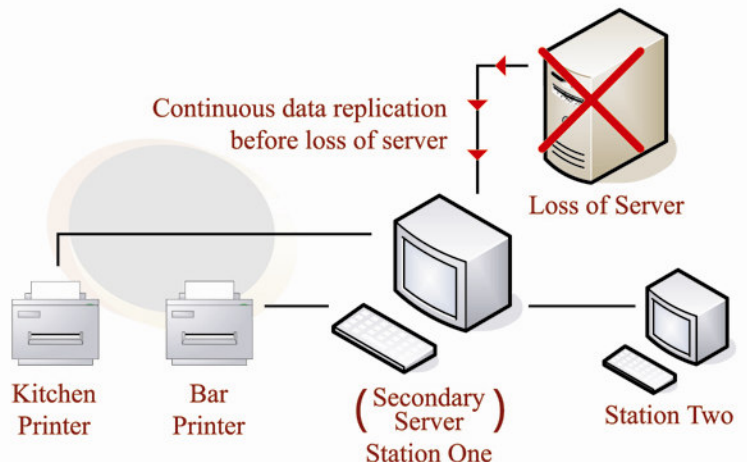 Continuous data replication
before loss of server
Loss of Server
Kitchen
Printer
Bar
Printer
(Secondary
Server)
Station One
Station Two